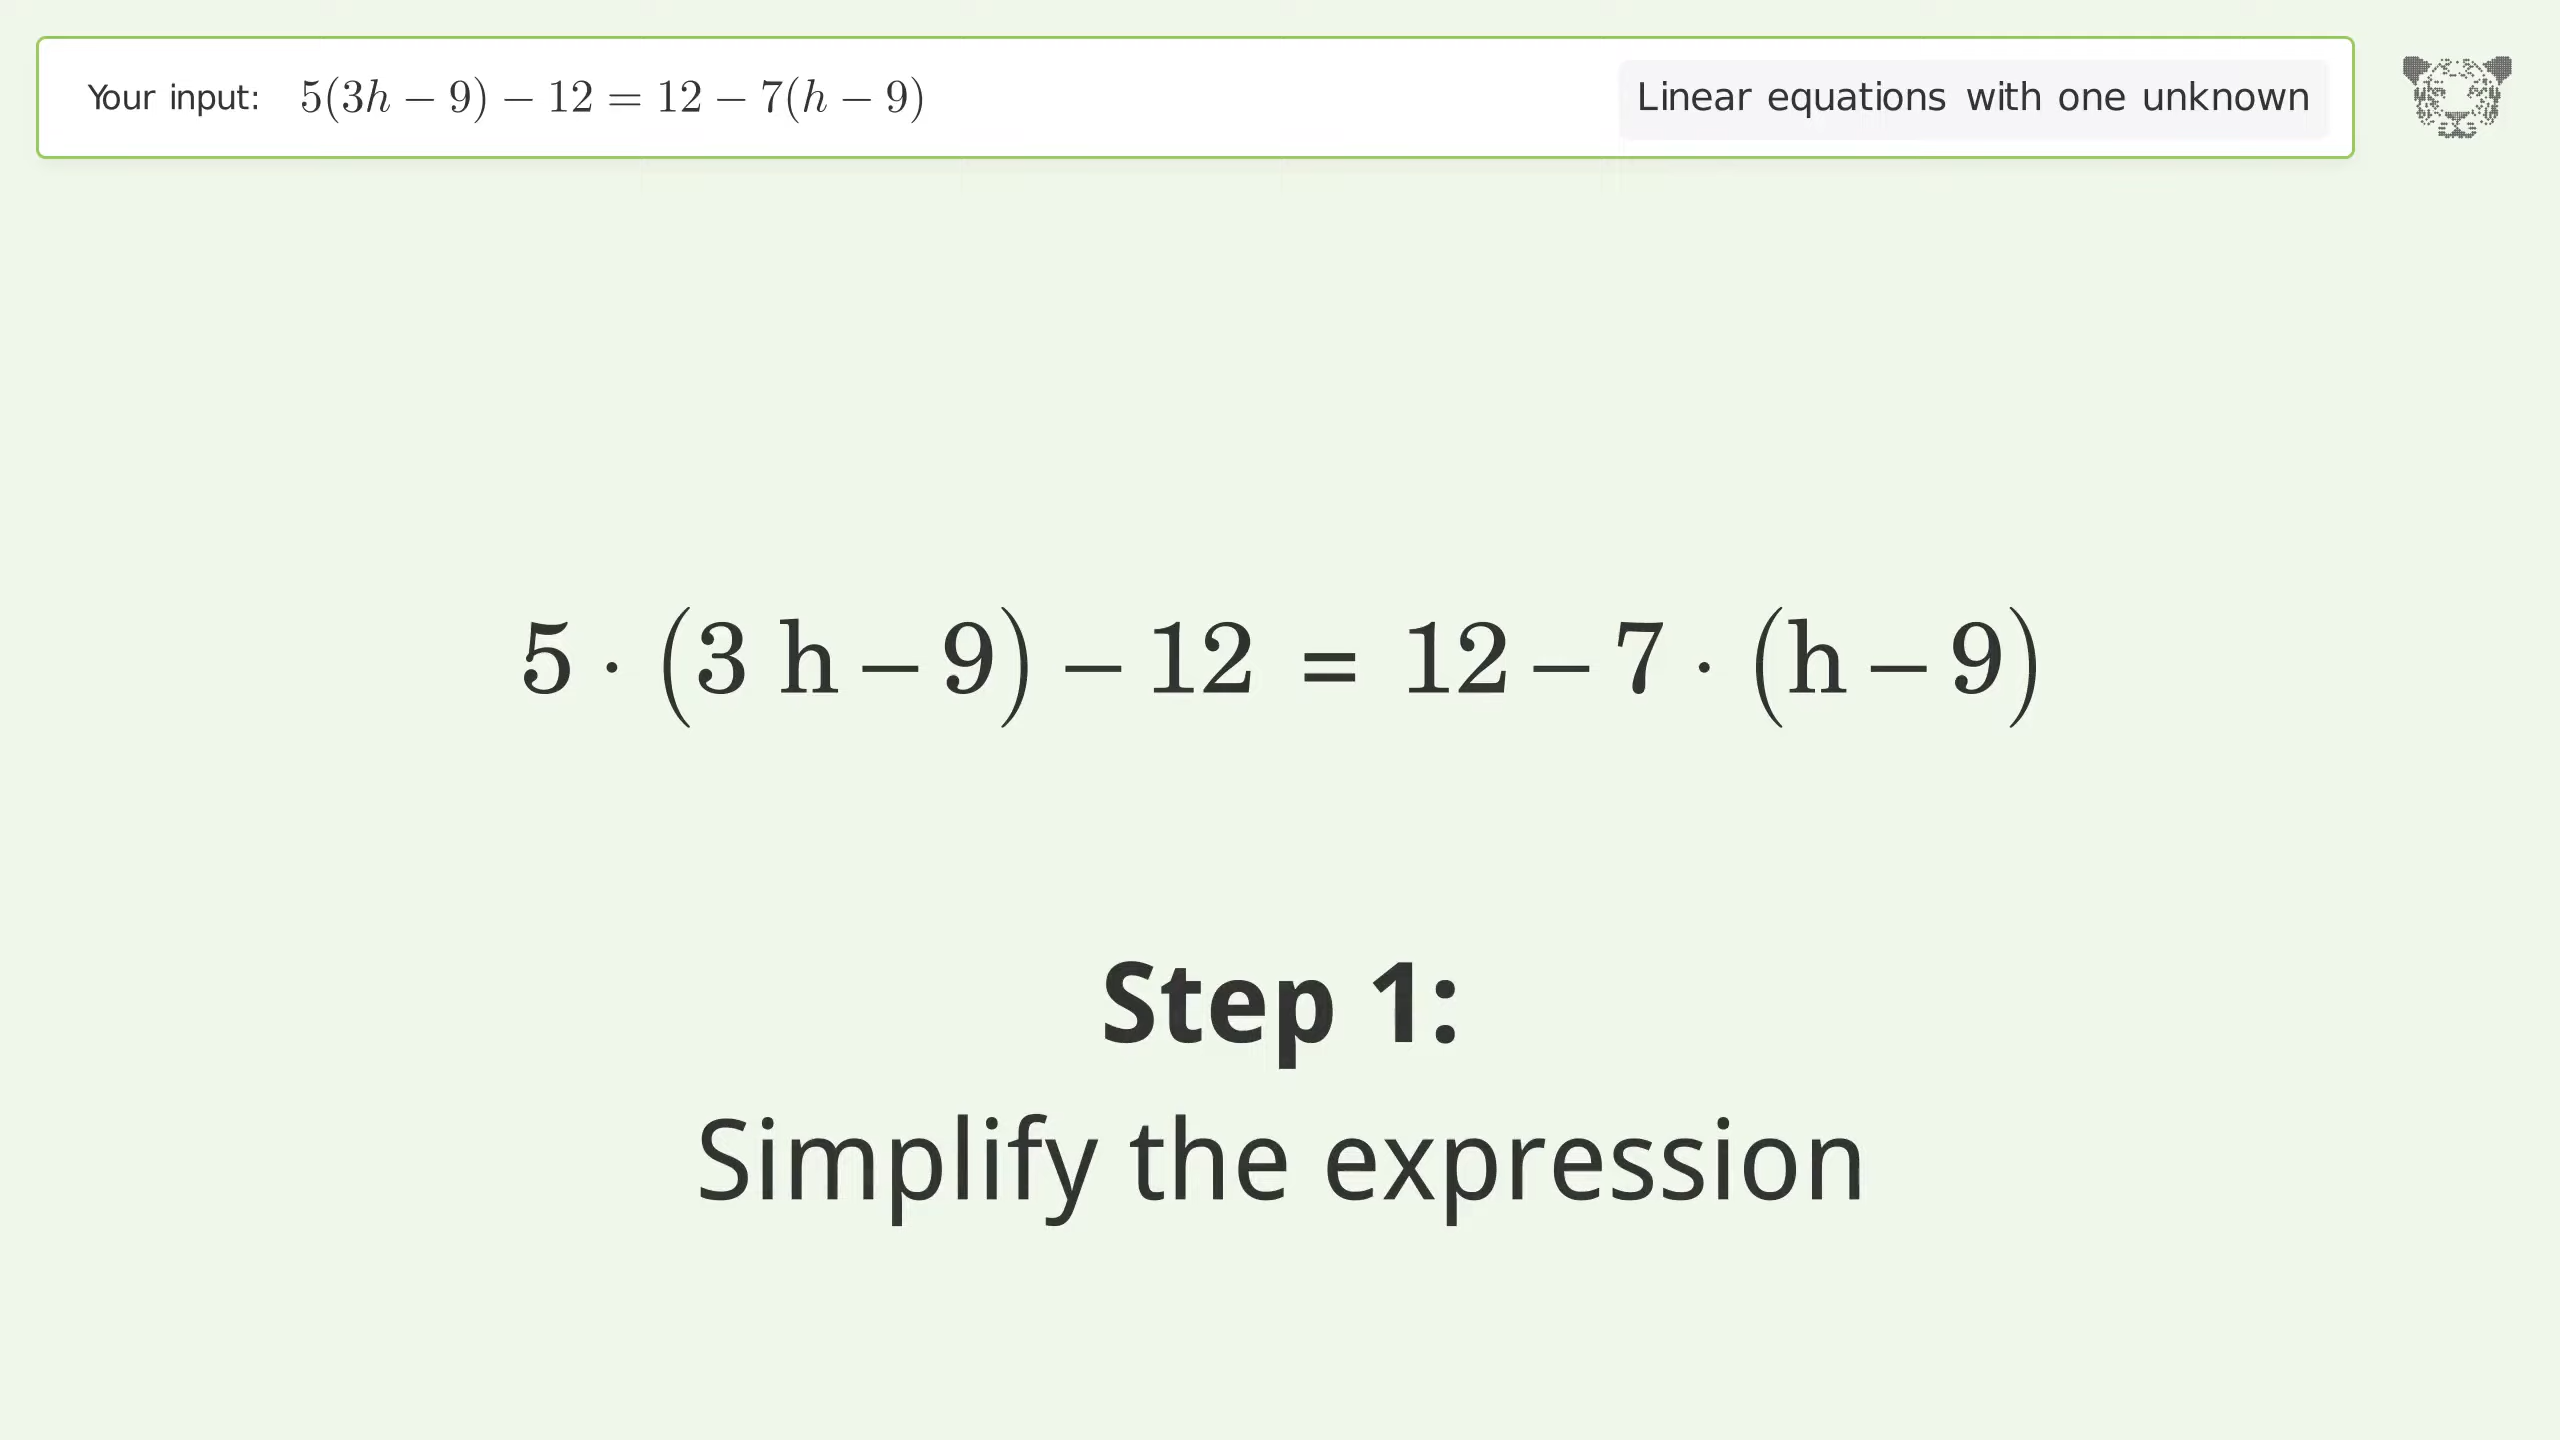 Your input: 5(3h − 9) − 12 = 12 − 7(h − 9) Linear equations with one unknown
5 · (3 h − 9) − 12 = 12 − 7 · (h − 9)
Step 1:
Simplify the expression